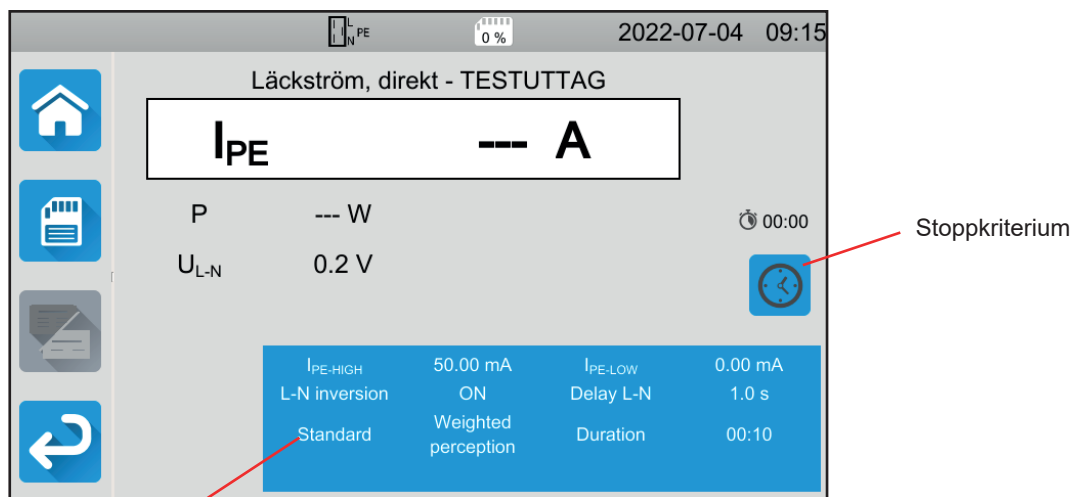 L
N PE
0 %
2022-07-04 09:15
Läckström, direkt - TESTUTTAG
IPE --- A
P --- W
00:00
Stoppkriterium
UL-N 0.2 V
IPE-HIGH 50.00 mA IPE-LOW 0.00 mA
L-N inversion ON Delay L-N 1.0 s
Standard Weighted perception Duration 00:10